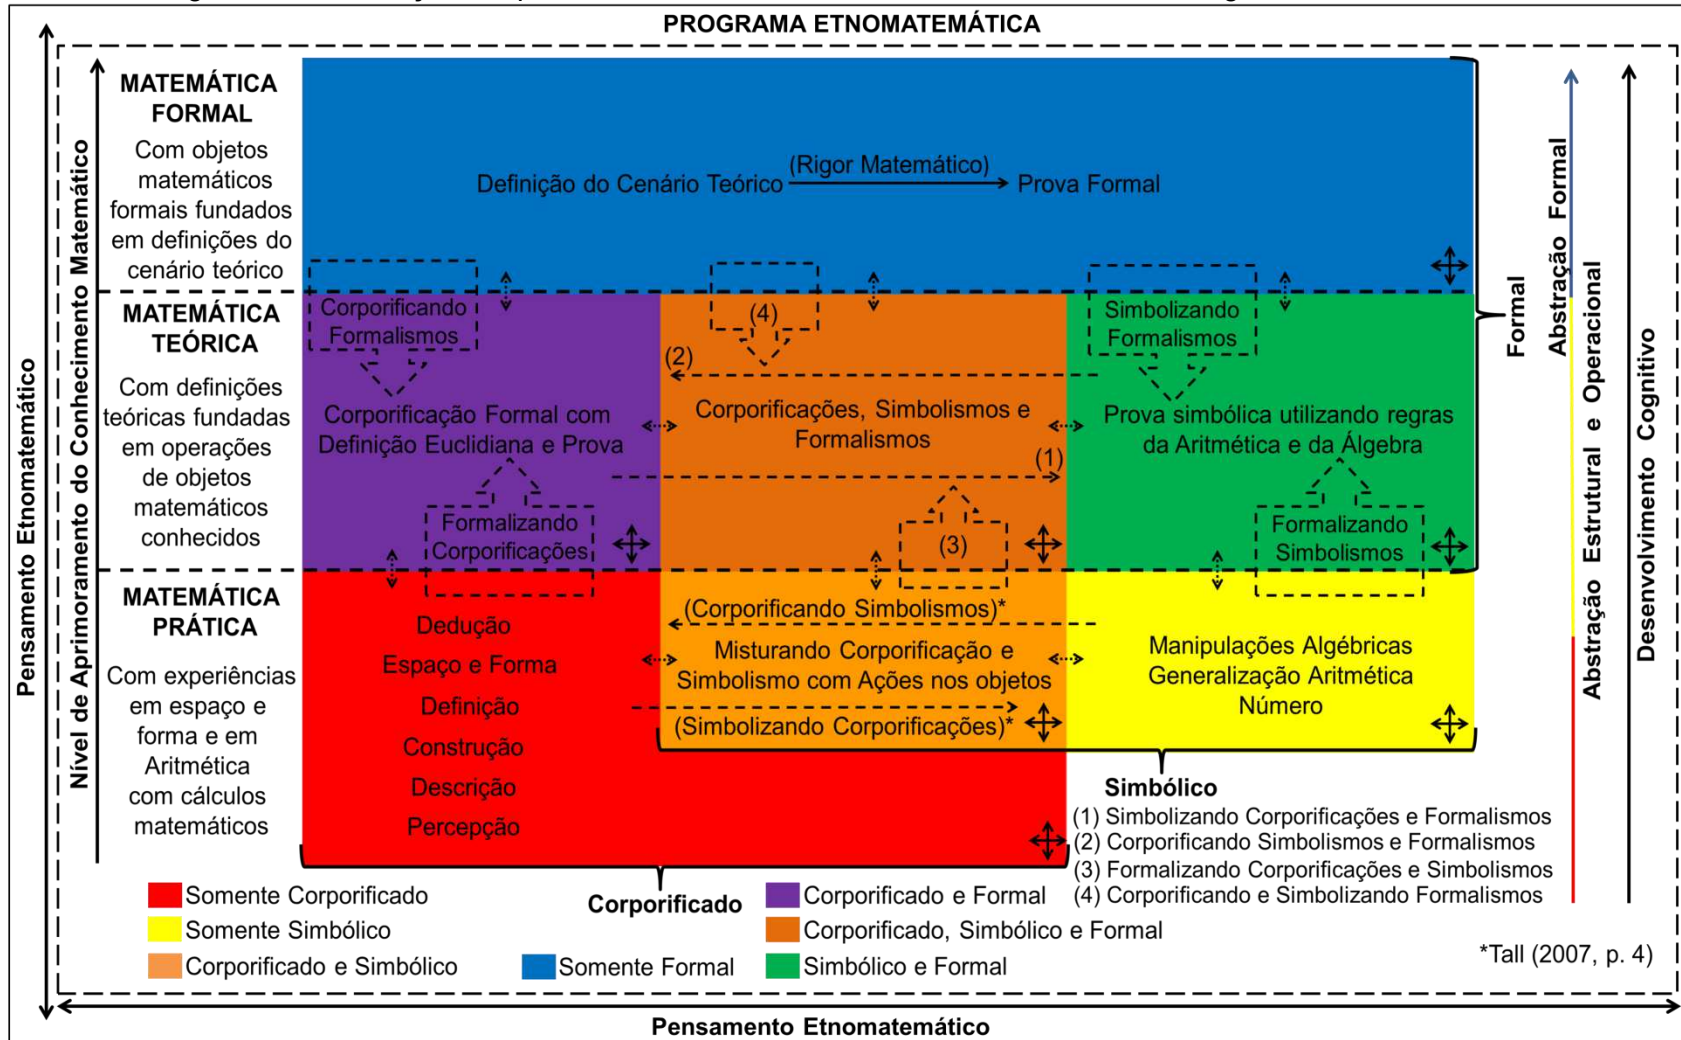 PROGRAMA ETNOMATEMÁTICA
Pensamento Etnomatemático
Nível de Aprimoramento do Conhecimento Matemático
MATEMÁTICA
FORMAL
Com objetos
matemáticos
formais fundados
em definições do
cenário teórico
Definição do Cenário Teórico
(Rigor Matemático)
Prova Formal
MATEMÁTICA
TEÓRICA
Com definições
teóricas fundadas
em operações
de objetos
matemáticos
conhecidos
Corporificando
Formalismos
(4)
Simbolizando
Formalismos
(2)
Corporificação Formal com
Definição Euclidiana e Prova
Corporificações, Simbolismos e
Formalismos
Prova simbólica utilizando regras
da Aritmética e da Álgebra
(1)
Formalizando
Corporificações
(3)
Formalizando
Simbolismos
MATEMÁTICA
PRÁTICA
Com experiências
em espaço e
forma e em
Aritmética
com cálculos
matemáticos
Dedução
Espaço e Forma
Definição
Construção
Descrição
Percepção
(Corporificando Simbolismos)*
Misturando Corporificação e
Simbolismo com Ações nos objetos
(Simbolizando Corporificações)*
Manipulações Algébricas
Generalização Aritmética
Número
Formal
Abstração Formal
Abstração Estrutural e Operacional
Desenvolvimento Cognitivo
Simbólico
(1) Simbolizando Corporificações e Formalismos
(2) Corporificando Simbolismos e Formalismos
(3) Formalizando Corporificações e Simbolismos
(4) Corporificando e Simbolizando Formalismos
Corporificado
Somente Corporificado
Somente Simbólico
Corporificado e Simbólico
Somente Formal
Corporificado e Formal
Corporificado, Simbólico e Formal
Simbólico e Formal
*Tall (2007, p. 4)
Pensamento Etnomatemático